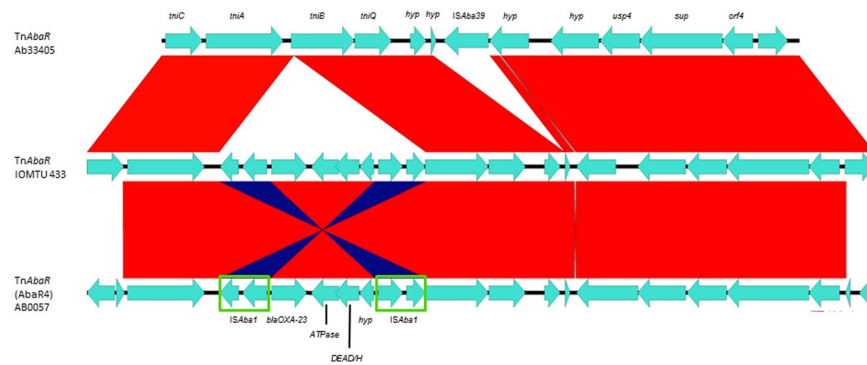 tniC tniA tniB tniQ hyp hyp ISAba39 hyp hyp usp4 sup orf4
TnAbaR
Ab33405
TnAbaR
IOMTU 433
TnAbaR
(AbaR4)
AB0057
ISAba1 blaOXA-23 hyp ISAba1
ATPase
DEAD/H